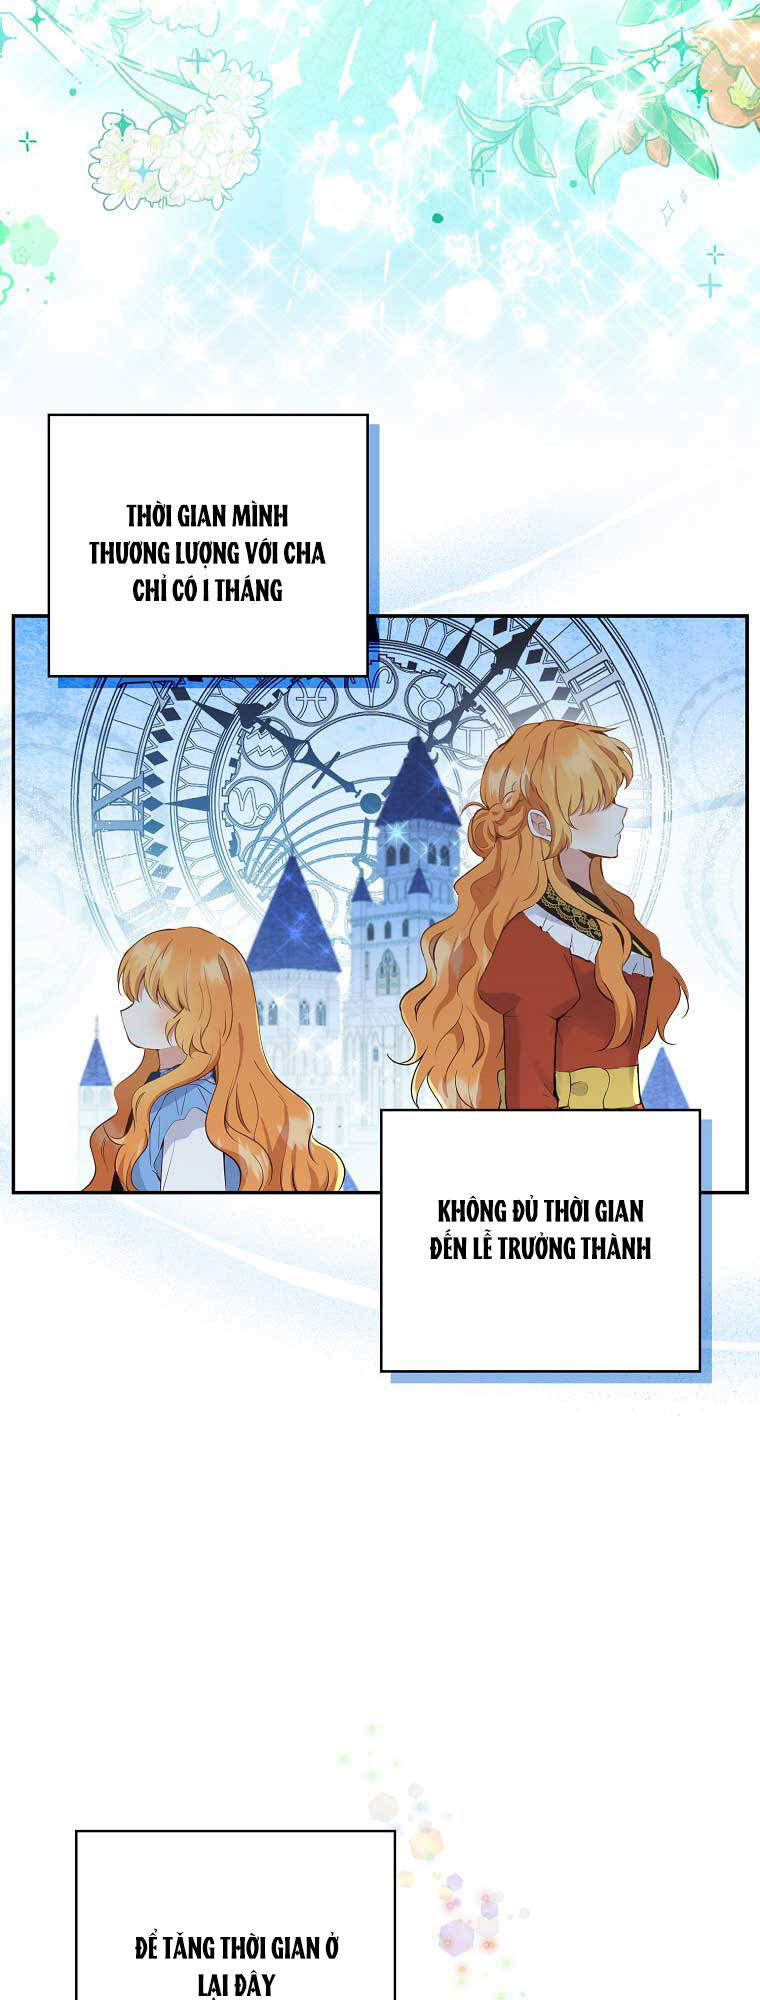 THỜI GIAN MÌNH
THƯƠNG LƯỢNG VỚI CHA
CHỈ CÓ 1 THÁNG
KHÔNG ĐỦ THỜI GIAN
ĐẾN LỄ TRƯỞNG THÀNH
ĐỂ TĂNG THỜI GIAN Ở
LẠI ĐÂY